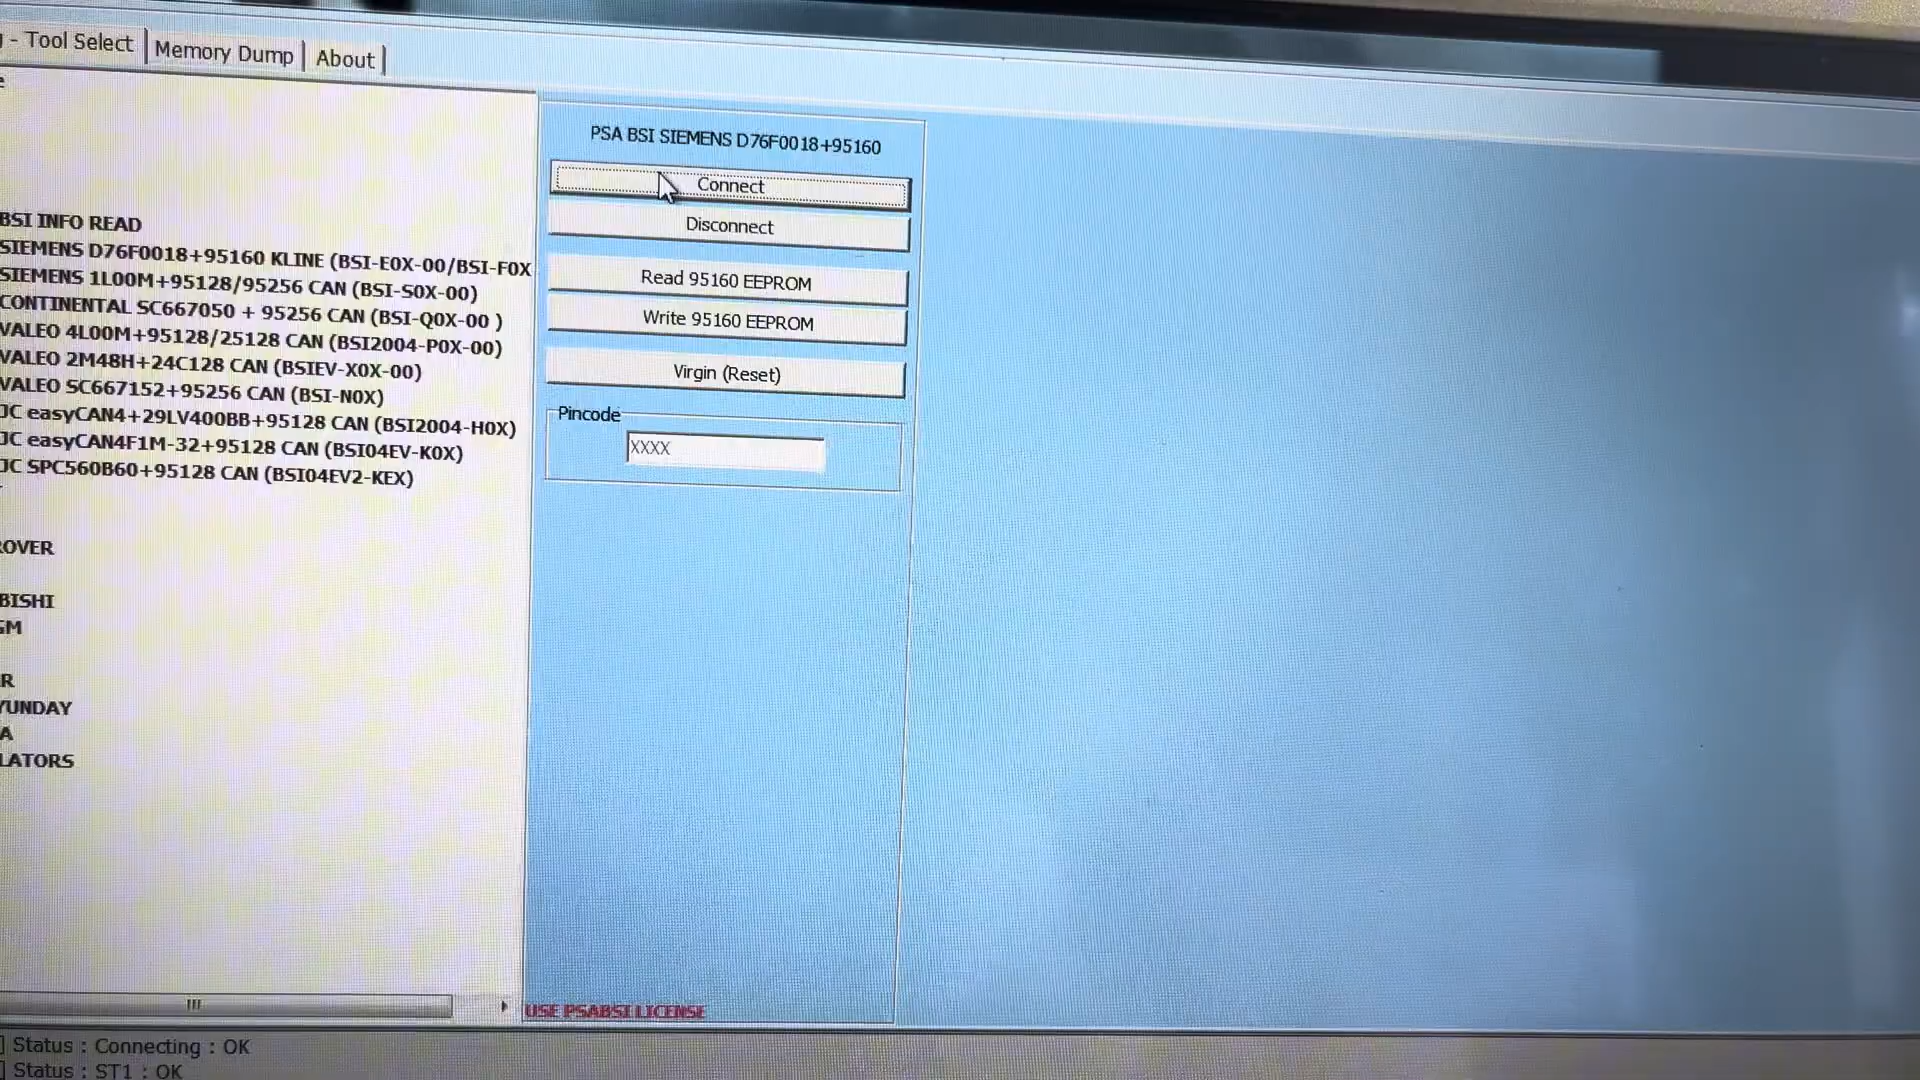 - Tool Select
Memory Dump
About
BSI INFO READ
SIEMENS D76F0018+95160 KLINE (BSI-E0X-00/BSI-F0X
SIEMENS 1L00M+95128/95256 CAN (BSI-S0X-00)
CONTINENTAL SC667050 + 95256 CAN (BSI-Q0X-00 )
VALEO 4L00M+95128/25128 CAN (BSI2004-P0X-00)
VALEO 2M48H+24C128 CAN (BSIEV-X0X-00)
VALEO SC667152+95256 CAN (BSI-N0X)
JC easyCAN4+29LV400BB+95128 CAN (BSI2004-H0X)
JC easyCAN4F1M-32+95128 CAN (BSI04EV-K0X)
JC SPC560B60+95128 CAN (BSI04EV2-KEX)
OVER
BISHI
GM
R
YUNDAY
A
LATORS
PSA BSI SIEMENS D76F0018+95160
Connect
Disconnect
Read 95160 EEPROM
Write 95160 EEPROM
Virgin (Reset)
Pincode
XXXX
USE PSABSI LICENSE
Status : Connecting : OK
Status : ST1 : OK